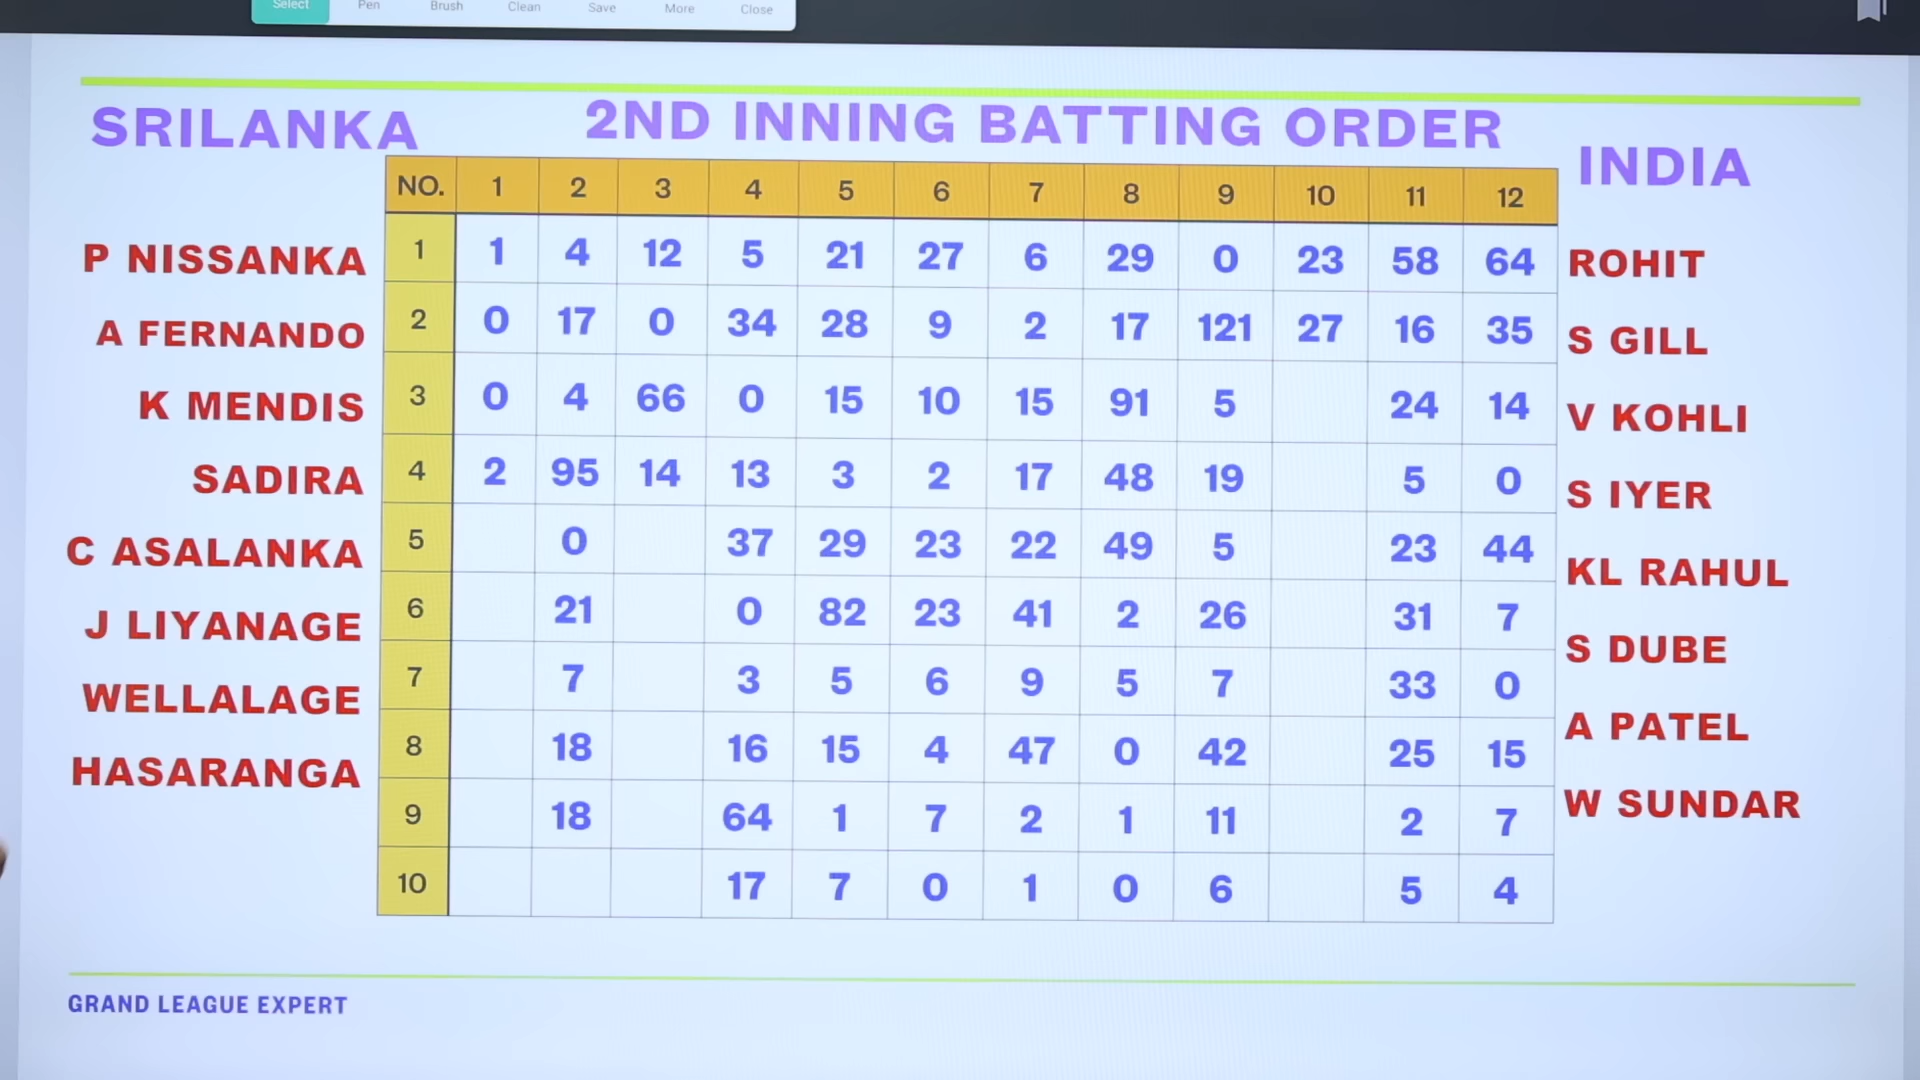 Select Pen Brush Clean Save More Close
SRILANKA
2ND INNING BATTING ORDER
INDIA
NO. 1 2 3 4 5 6 7 8 9 10 11 12
1 1 4 12 5 21 27 6 29 0 23 58 64
2 0 17 0 34 28 9 2 17 121 27 16 35
3 0 4 66 0 15 10 15 91 5 24 14
4 2 95 14 13 3 2 17 48 19 5 0
5 0 37 29 23 22 49 5 23 44
6 21 0 82 23 41 2 26 31 7
7 7 3 5 6 9 5 7 33 0
8 18 16 15 4 47 0 42 25 15
9 18 64 1 7 2 1 11 2 7
10 17 7 0 1 0 6 5 4
P NISSANKA
A FERNANDO
K MENDIS
SADIRA
C ASALANKA
J LIYANAGE
WELLALAGE
HASARANGA
ROHIT
S GILL
V KOHLI
S IYER
KL RAHUL
S DUBE
A PATEL
W SUNDAR
GRAND LEAGUE EXPERT